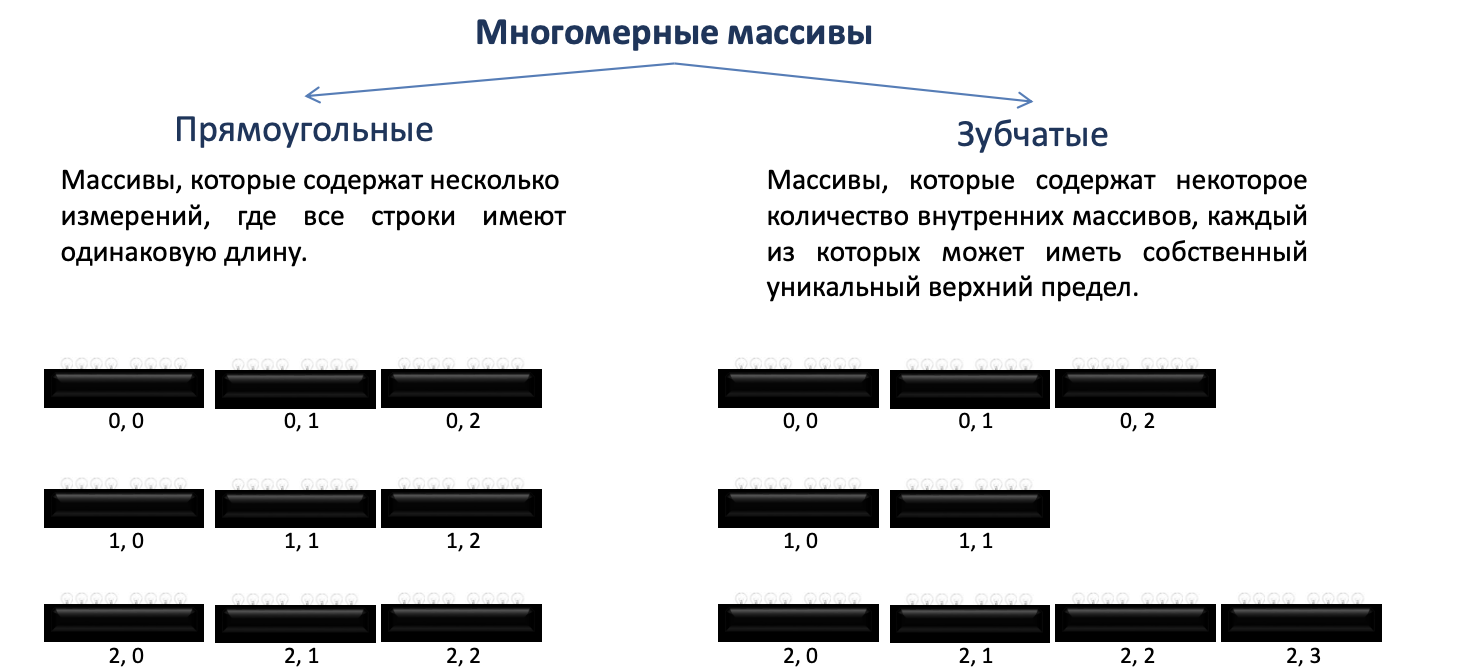 Многомерные массивы
Прямоугольные
Массивы, которые содержат несколько
измерений, где все строки имеют
одинаковую длину.
Зубчатые
Массивы, которые содержат некоторое
количество внутренних массивов, каждый
из которых может иметь собственный
уникальный верхний предел.
0, 0 0, 1 0, 2
1, 0 1, 1 1, 2
2, 0 2, 1 2, 2
0, 0 0, 1 0, 2
1, 0 1, 1
2, 0 2, 1 2, 2 2, 3